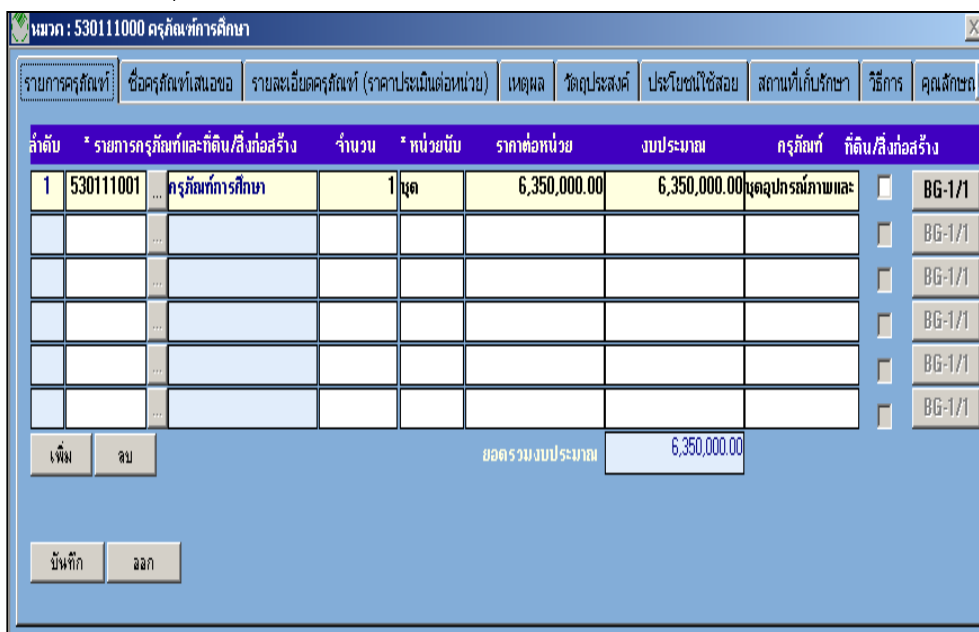 หมวด : 530111000 ครุภัณฑ์การศึกษา
รายการครุภัณฑ์ ชื่อครุภัณฑ์เสนอขอ รายละเอียดครุภัณฑ์ (ราคาประเมินต่อหน่วย) เหตุผล วัตถุประสงค์ ประโยชน์ใช้สอย สถานที่เก็บรักษา วิธีการ คุณลักษณ
ลำดับ * รายการครุภัณฑ์และที่ดิน/สิ่งก่อสร้าง จำนวน * หน่วยนับ ราคาต่อหน่วย งบประมาณ ครุภัณฑ์ ที่ดิน/สิ่งก่อสร้าง
1 530111001 ... ครุภัณฑ์การศึกษา 1 ชุด 6,350,000.00 6,350,000.00 ชุดอุปกรณ์ภาพและ BG-1/1
... BG-1/1
... BG-1/1
... BG-1/1
... BG-1/1
... BG-1/1
เพิ่ม ลบ ยอดรวมงบประมาณ 6,350,000.00
บันทึก ออก